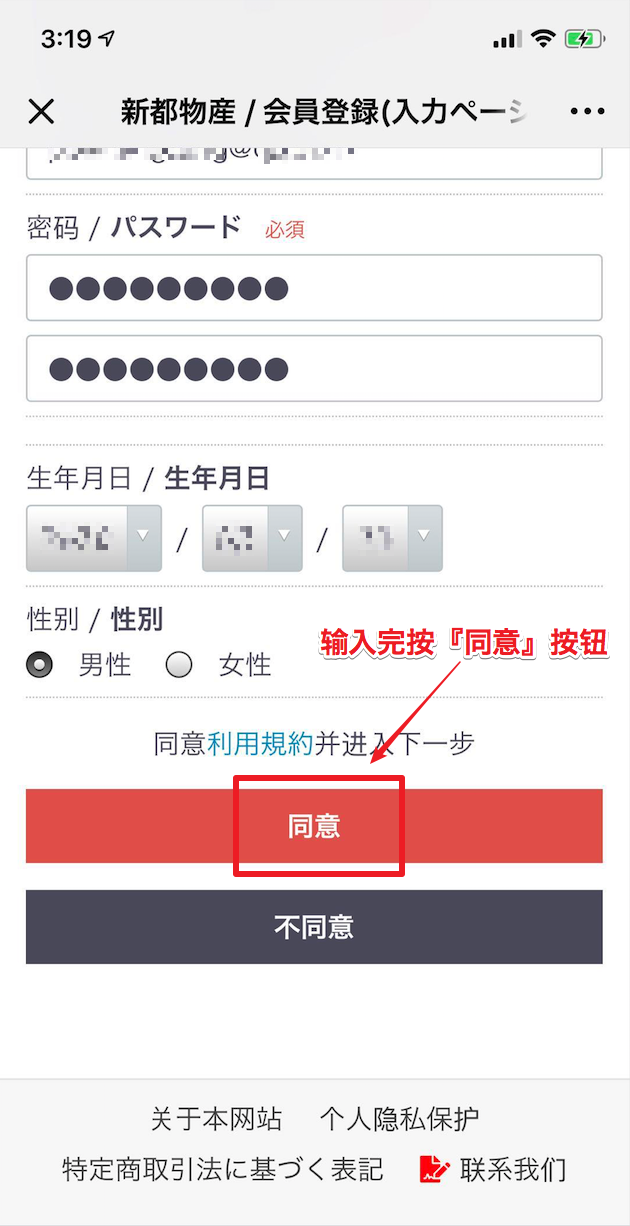 3:19
新都物産 / 会員登録(入力ページ
密码 / パスワード 必須
●●●●●●●●●
●●●●●●●●●
生年月日 / 生年月日
/ /
性别 / 性別
男性 女性
输入完按『同意』按钮
同意利用規約并进入下一步
同意
不同意
关于本网站 个人隐私保护
特定商取引法に基づく表記 联系我们